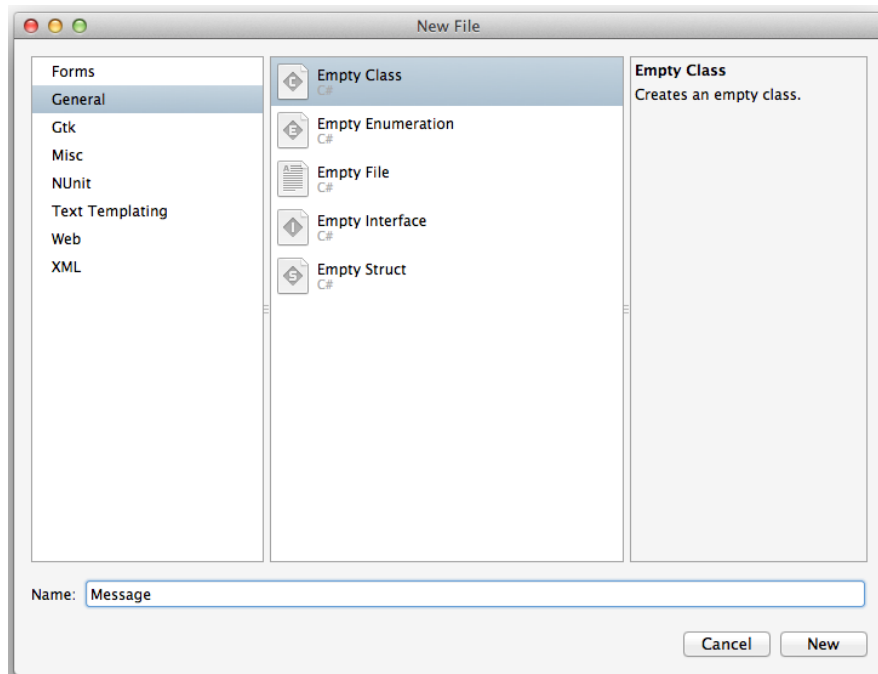 New File
Forms
General
Gtk
Misc
NUnit
Text Templating
Web
XML
Empty Class
C#
Empty Enumeration
C#
Empty File
C#
Empty Interface
C#
Empty Struct
C#
Empty Class
Creates an empty class.
Name: Message
Cancel New